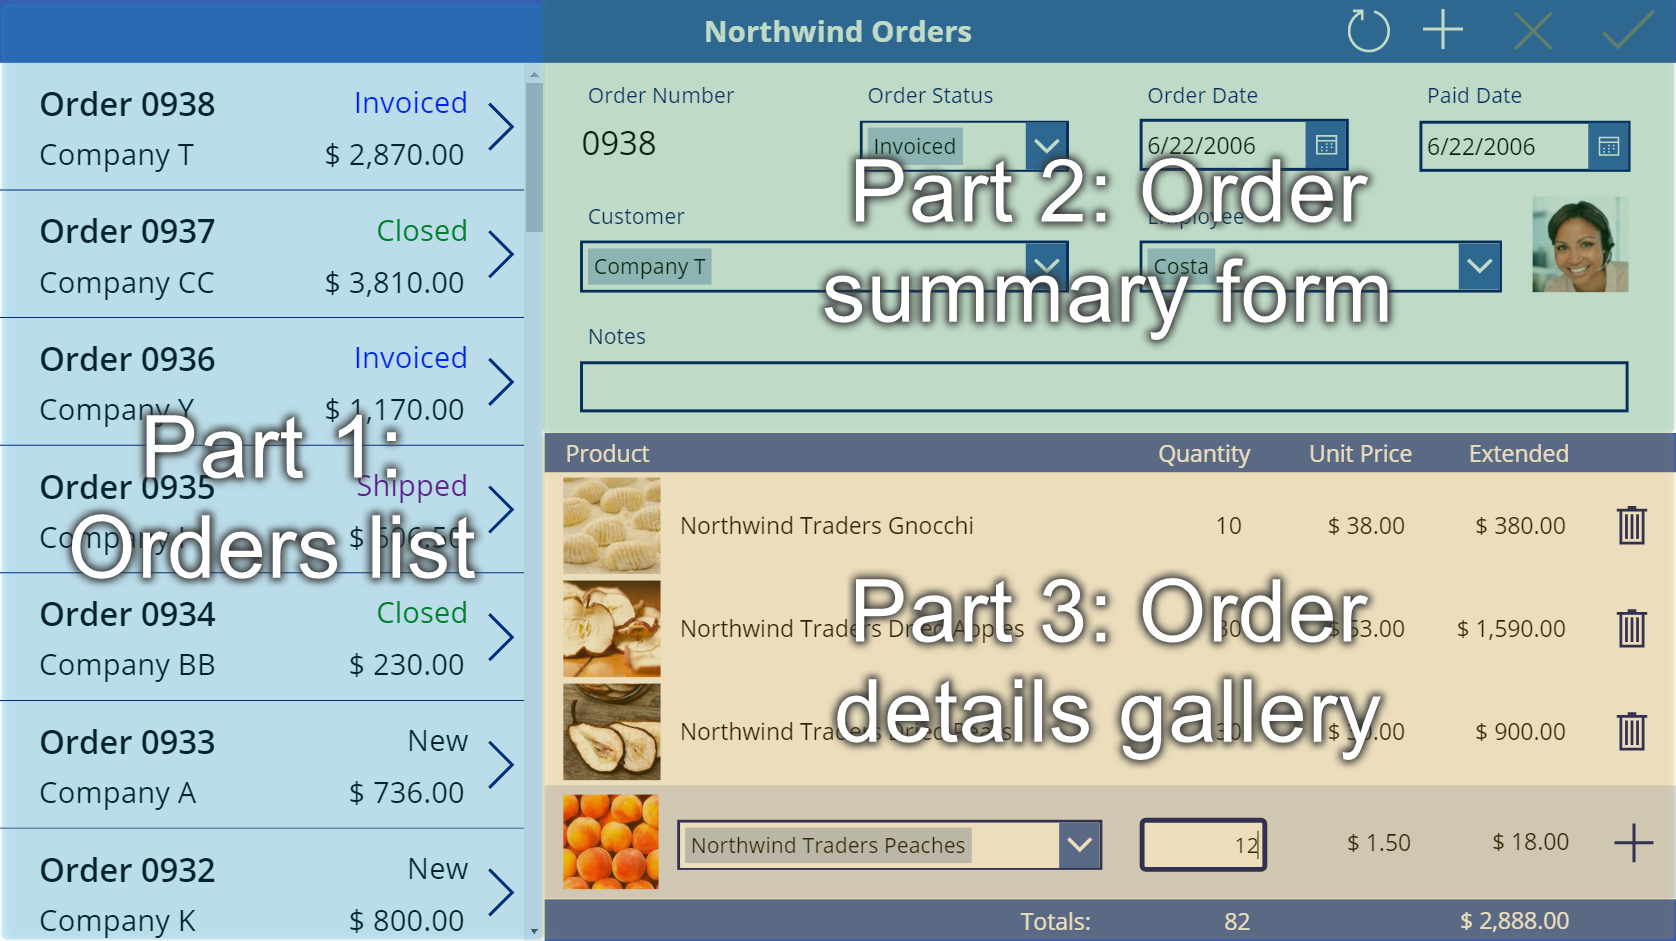 Northwind Orders
Order 0938 Invoiced
Company T $ 2,870.00
Order 0937 Closed
Company CC $ 3,810.00
Order 0936 Invoiced
Company Y $ 1,170.00
Order 0935 Shipped
Order 0934 Closed
Company BB $ 230.00
Order 0933 New
Company A $ 736.00
Order 0932 New
Company K $ 800.00
Part 1:
Orders list
Order Number Order Status Order Date Paid Date
0938 Invoiced 6/22/2006 6/22/2006
Customer Employee
Company T Costa
Notes
Part 2: Order
summary form
Product Quantity Unit Price Extended
Northwind Traders Gnocchi 10 $ 38.00 $ 380.00
Northwind Traders Dried Apples 30 $ 53.00 $ 1,590.00
Northwind Traders Dried Pears 30 $ 900.00
Northwind Traders Peaches 12 $ 1.50 $ 18.00
Totals: 82 $ 2,888.00
Part 3: Order
details gallery